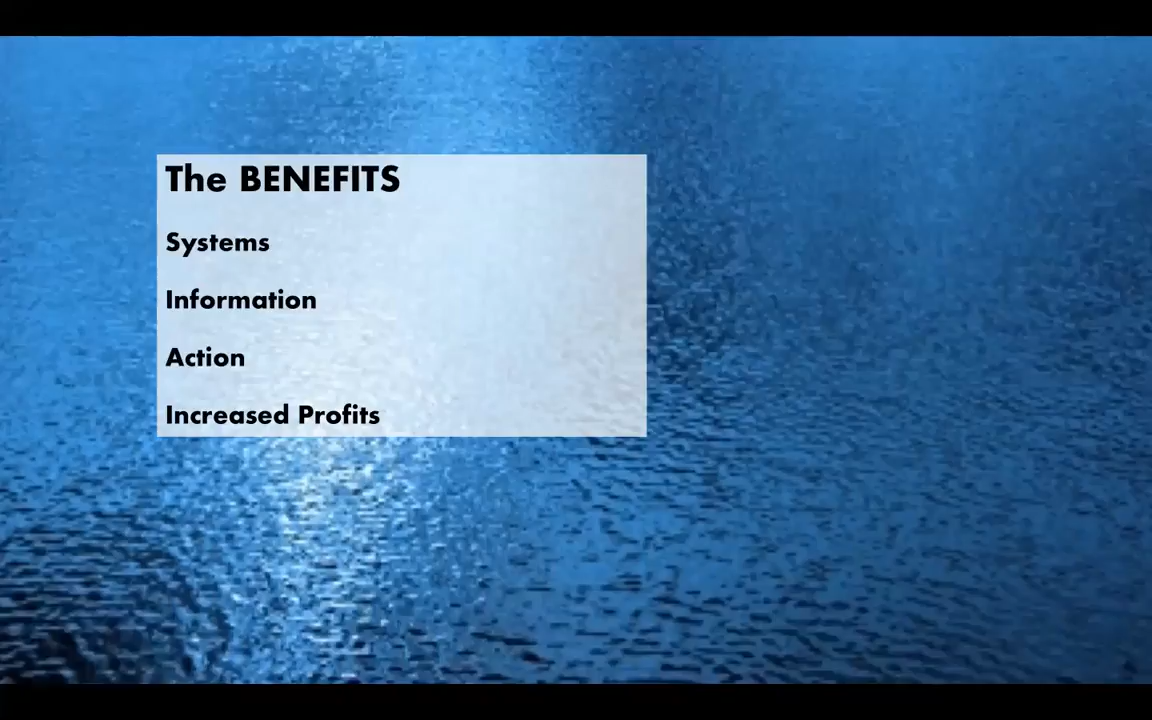 The BENEFITS
Systems
Information
Action
Increased Profits